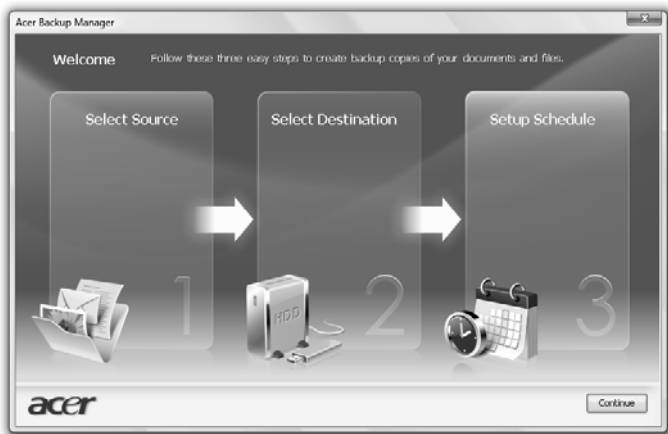 Acer Backup Manager
Welcome
Follow these three easy steps to create backup copies of your documents and files.
Select Source
Select Destination
Setup Schedule
1
HDD
2
3
acer
Continue